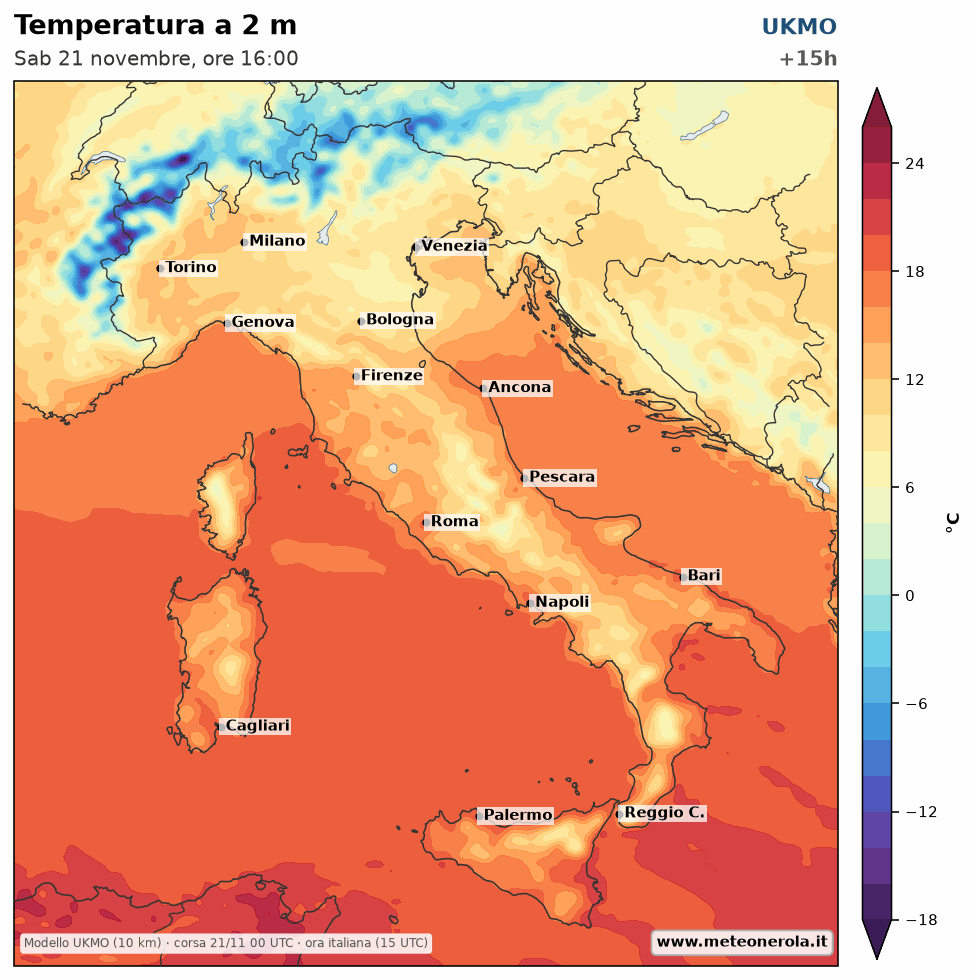 Temperatura a 2 m
UKMO
Sab 21 novembre, ore 16:00
+15h
Milano
Venezia
Torino
Genova
Bologna
Firenze
Ancona
Pescara
Roma
Bari
Napoli
Cagliari
Palermo
Reggio C.
24
18
12
6
0
−6
−12
−18
°C
Modello UKMO (10 km) · corsa 21/11 00 UTC · ora italiana (15 UTC)
www.meteonerola.it